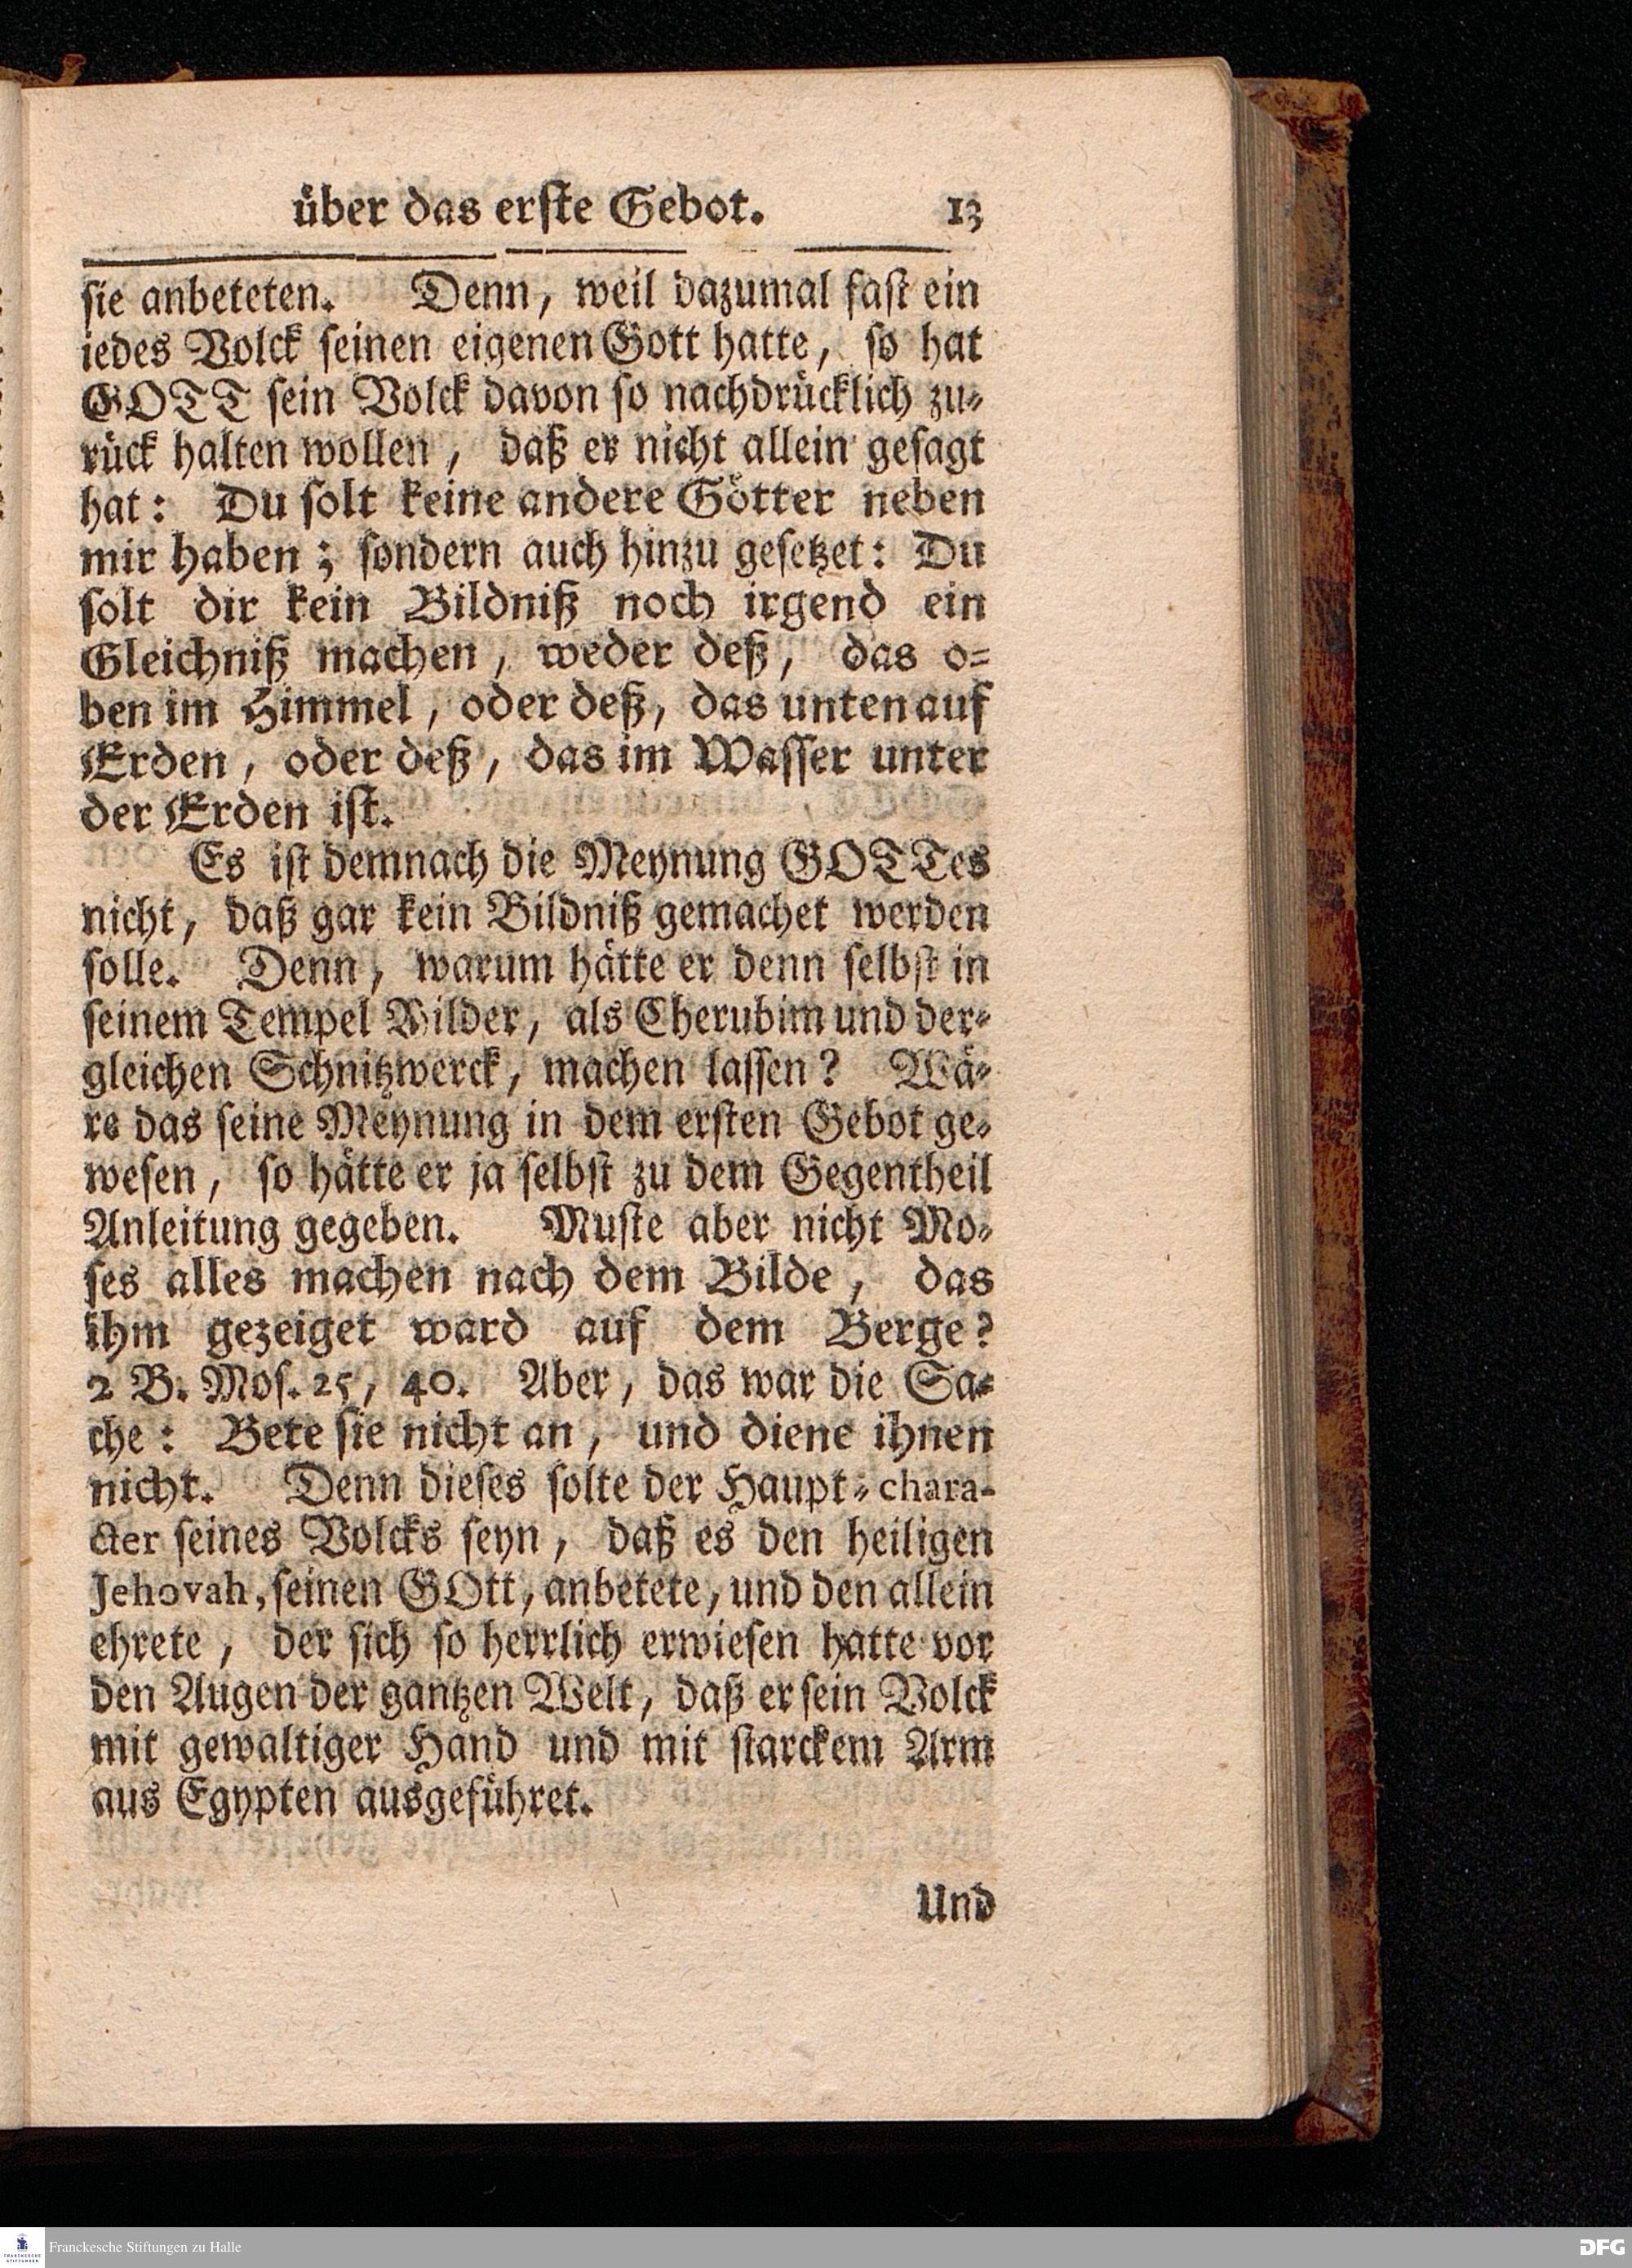 über das erste Gebot. 13
sie anbeteten. Denn, weil dazumal fast ein
iedes Volck seinen eigenen Gott hatte, so hat
GOTT sein Volck davon so nachdrücklich zu-
rück halten wollen, daß er nicht allein gesagt
hat: Du solt keine andere Götter neben
mir haben; sondern auch hinzu gesetzet: Du
solt dir kein Bildniß noch irgend ein
Gleichniß machen, weder deß, das o-
ben im Himmel, oder deß, das unten auf
Erden, oder deß, das im Wasser unter
der Erden ist.
Es ist demnach die Meynung GOTTes
nicht, daß gar kein Bildniß gemachet werden
solle. Denn, warum hätte er denn selbst in
seinem Tempel Bilder, als Cherubim und der-
gleichen Schnitzwerck, machen lassen? Wä-
re das seine Meynung in dem ersten Gebot ge-
wesen, so hätte er ja selbst zu dem Gegentheil
Anleitung gegeben. Muste aber nicht Mo-
ses alles machen nach dem Bilde, das
ihm gezeiget ward auf dem Berge?
2 B. Mos. 25, 40. Aber, das war die Sa-
che: Bete sie nicht an, und diene ihnen
nicht. Denn dieses solte der Haupt-chara-
cter seines Volcks seyn, daß es den heiligen
Jehovah, seinen GOtt, anbetete, und den allein
ehrete, der sich so herrlich erwiesen hatte vor
den Augen der gantzen Welt, daß er sein Volck
mit gewaltiger Hand und mit starckem Arm
aus Egypten ausgeführet.
Und
FRANCKESCHE
STIFTUNGEN
Franckesche Stiftungen zu Halle
DFG